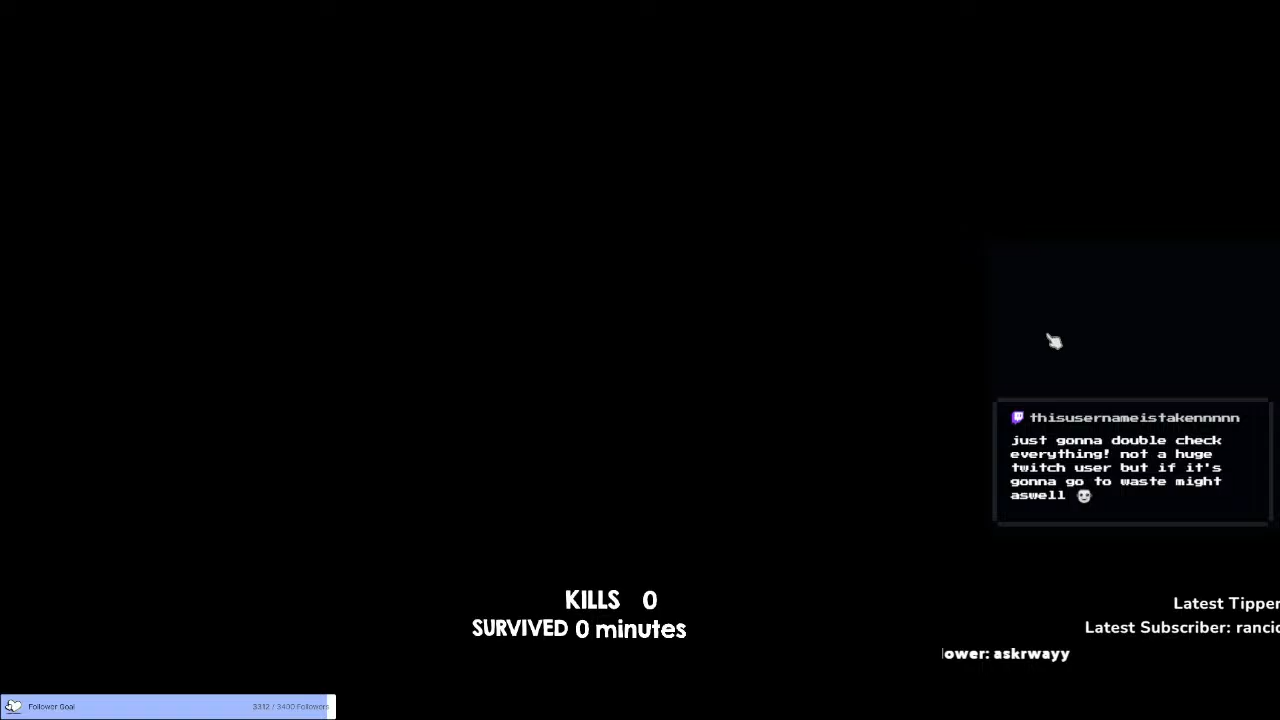 thisusernameistakennnnn
just gonna double check
everything! not a huge
twitch user but if it's
gonna go to waste might
aswell
KILLS 0
SURVIVED 0 minutes
Latest Tipper
Latest Subscriber: rancid
lower: askrwayy
Follower Goal
3312 / 3400 Followers